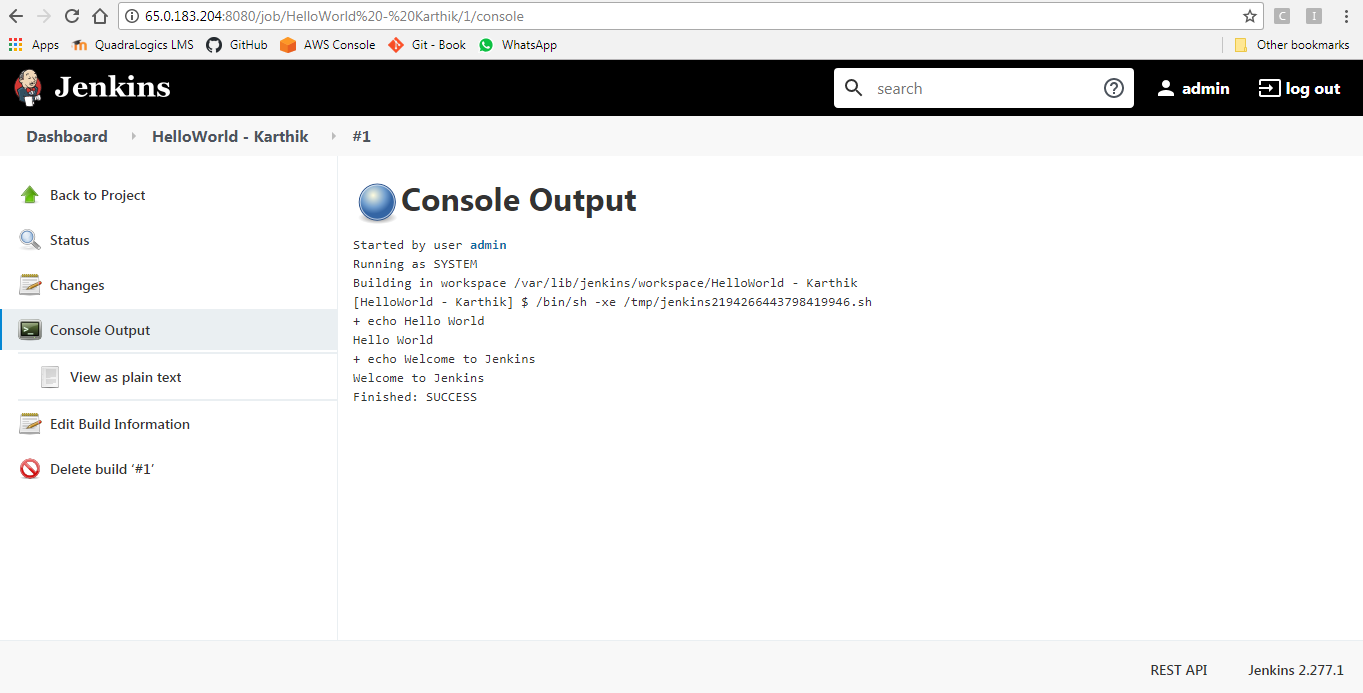 65.0.183.204:8080/job/HelloWorld%20-%20Karthik/1/console
C I
Apps QuadraLogics LMS GitHub AWS Console Git - Book WhatsApp Other bookmarks
Jenkins search ? admin log out
Dashboard HelloWorld - Karthik #1
Back to Project
Status
Changes
Console Output
View as plain text
Edit Build Information
Delete build ‘#1’
Console Output
Started by user admin
Running as SYSTEM
Building in workspace /var/lib/jenkins/workspace/HelloWorld - Karthik
[HelloWorld - Karthik] $ /bin/sh -xe /tmp/jenkins2194266443798419946.sh
+ echo Hello World
Hello World
+ echo Welcome to Jenkins
Welcome to Jenkins
Finished: SUCCESS
REST API Jenkins 2.277.1